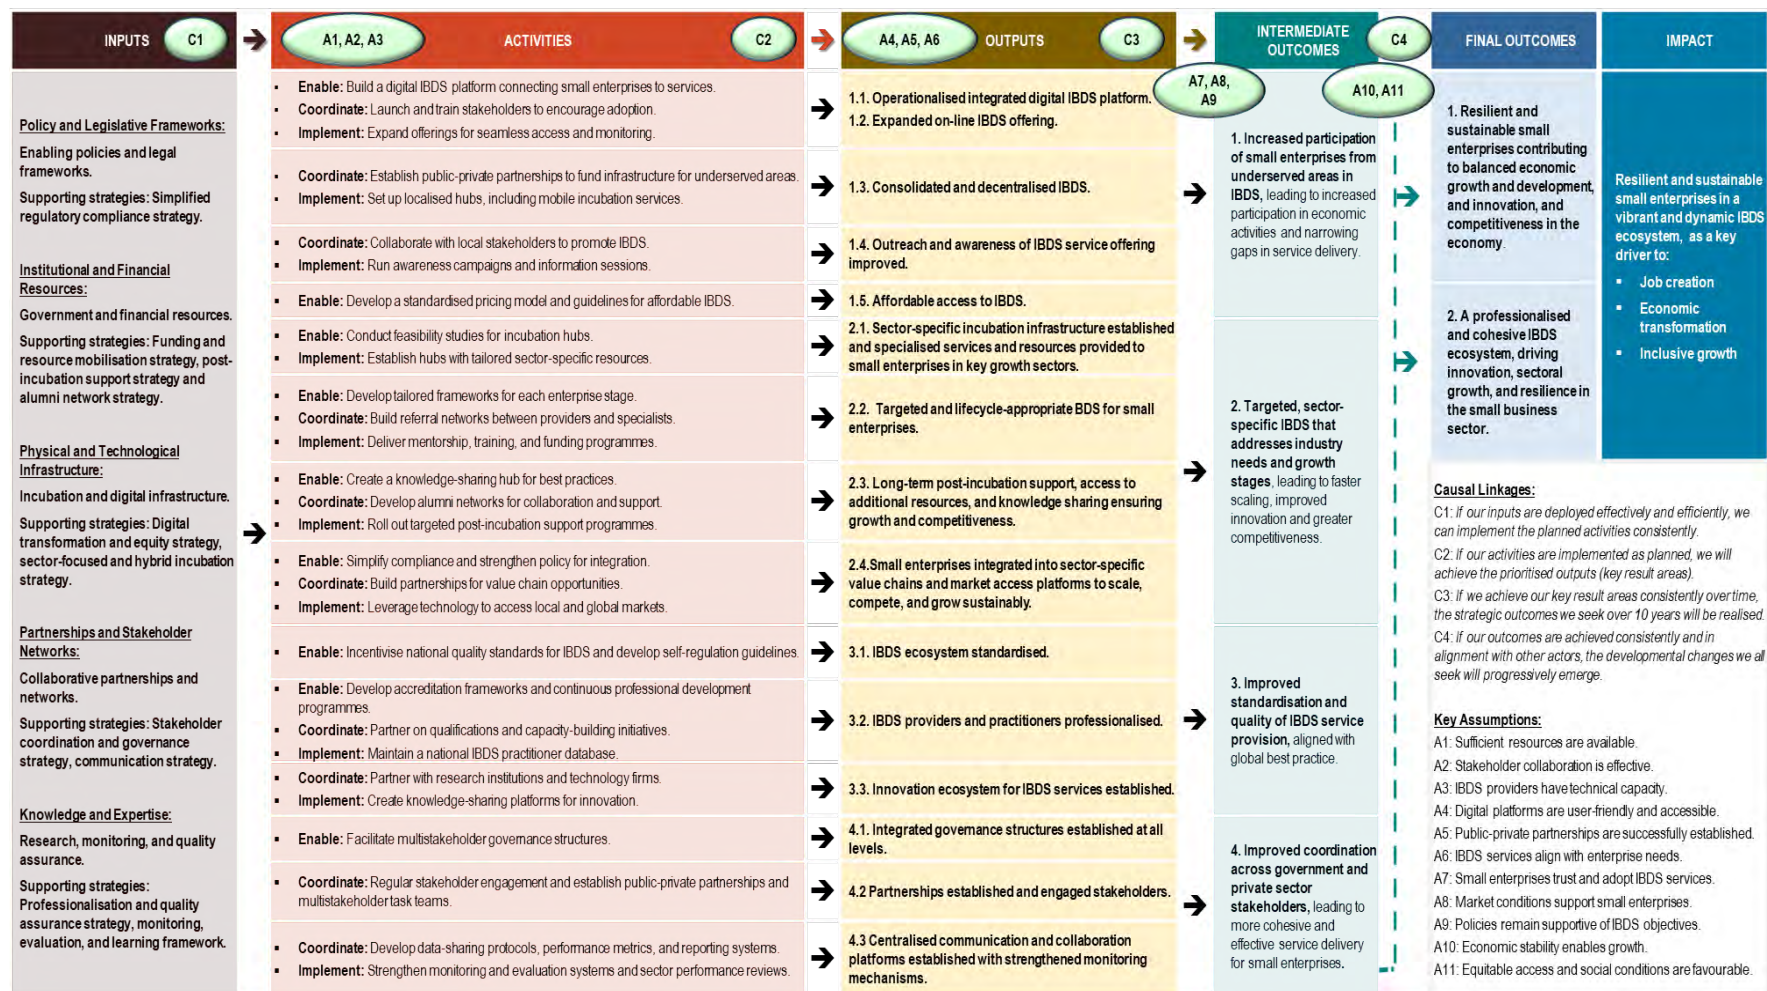 INPUTS
C1
A1, A2, A3
ACTIVITIES
C2
A4, A5, A6
OUTPUTS
C3
INTERMEDIATE
OUTCOMES
C4
FINAL OUTCOMES
IMPACT
A7, A8,
A9
A10, A11
Policy and Legislative Frameworks:
Enabling policies and legal
frameworks.
Supporting strategies: Simplified
regulatory compliance strategy.
Institutional and Financial
Resources:
Government and financial resources.
Supporting strategies: Funding and
resource mobilisation strategy, post-
incubation support strategy and
alumni network strategy.
Physical and Technological
Infrastructure:
Incubation and digital infrastructure.
Supporting strategies: Digital
transformation and equity strategy,
sector-focused and hybrid incubation
strategy.
Partnerships and Stakeholder
Networks:
Collaborative partnerships and
networks.
Supporting strategies: Stakeholder
coordination and governance
strategy, communication strategy.
Knowledge and Expertise:
Research, monitoring, and quality
assurance.
Supporting strategies:
Professionalisation and quality
assurance strategy, monitoring,
evaluation, and learning framework.
▪ Enable: Build a digital IBDS platform connecting small enterprises to services.
▪ Coordinate: Launch and train stakeholders to encourage adoption.
▪ Implement: Expand offerings for seamless access and monitoring.
▪ Coordinate: Establish public-private partnerships to fund infrastructure for underserved areas.
▪ Implement: Set up localised hubs, including mobile incubation services.
▪ Coordinate: Collaborate with local stakeholders to promote IBDS.
▪ Implement: Run awareness campaigns and information sessions.
▪ Enable: Develop a standardised pricing model and guidelines for affordable IBDS.
▪ Enable: Conduct feasibility studies for incubation hubs.
▪ Implement: Establish hubs with tailored sector-specific resources.
▪ Enable: Develop tailored frameworks for each enterprise stage.
▪ Coordinate: Build referral networks between providers and specialists.
▪ Implement: Deliver mentorship, training, and funding programmes.
▪ Enable: Create a knowledge-sharing hub for best practices.
▪ Coordinate: Develop alumni networks for collaboration and support.
▪ Implement: Roll out targeted post-incubation support programmes.
▪ Enable: Simplify compliance and strengthen policy for integration.
▪ Coordinate: Build partnerships for value chain opportunities.
▪ Implement: Leverage technology to access local and global markets.
▪ Enable: Incentivise national quality standards for IBDS and develop self-regulation guidelines.
▪ Enable: Develop accreditation frameworks and continuous professional development
programmes.
▪ Coordinate: Partner on qualifications and capacity-building initiatives.
▪ Implement: Maintain a national IBDS practitioner database.
▪ Coordinate: Partner with research institutions and technology firms.
▪ Implement: Create knowledge-sharing platforms for innovation.
▪ Enable: Facilitate multistakeholder governance structures.
▪ Coordinate: Regular stakeholder engagement and establish public-private partnerships and
multistakeholder task teams.
▪ Coordinate: Develop data-sharing protocols, performance metrics, and reporting systems.
▪ Implement: Strengthen monitoring and evaluation systems and sector performance reviews.
1.1. Operationalised integrated digital IBDS platform.
1.2. Expanded on-line IBDS offering.
1.3. Consolidated and decentralised IBDS.
1.4. Outreach and awareness of IBDS service offering
improved.
1.5. Affordable access to IBDS.
2.1. Sector-specific incubation infrastructure established
and specialised services and resources provided to
small enterprises in key growth sectors.
2.2. Targeted and lifecycle-appropriate BDS for small
enterprises.
2.3. Long-term post-incubation support, access to
additional resources, and knowledge sharing ensuring
growth and competitiveness.
2.4.Small enterprises integrated into sector-specific
value chains and market access platforms to scale,
compete, and grow sustainably.
3.1. IBDS ecosystem standardised.
3.2. IBDS providers and practitioners professionalised.
3.3. Innovation ecosystem for IBDS services established.
4.1. Integrated governance structures established at all
levels.
4.2 Partnerships established and engaged stakeholders.
4.3 Centralised communication and collaboration
platforms established with strengthened monitoring
mechanisms.
1. Increased participation
of small enterprises from
underserved areas in
IBDS, leading to increased
participation in economic
activities and narrowing
gaps in service delivery.
2. Targeted, sector-
specific IBDS that
addresses industry
needs and growth
stages, leading to faster
scaling, improved
innovation and greater
competitiveness.
3. Improved
standardisation and
quality of IBDS service
provision, aligned with
global best practice.
4. Improved coordination
across government and
private sector
stakeholders, leading to
more cohesive and
effective service delivery
for small enterprises.
1. Resilient and
sustainable small
enterprises contributing
to balanced economic
growth and development,
and innovation, and
competitiveness in the
economy.
2. A professionalised
and cohesive IBDS
ecosystem, driving
innovation, sectoral
growth, and resilience in
the small business
sector.
Resilient and sustainable
small enterprises in a
vibrant and dynamic IBDS
ecosystem, as a key
driver to:
▪ Job creation
▪ Economic
transformation
▪ Inclusive growth
Causal Linkages:
C1: If our inputs are deployed effectively and efficiently, we
can implement the planned activities consistently.
C2: If our activities are implemented as planned, we will
achieve the prioritised outputs (key result areas).
C3: If we achieve our key result areas consistently over time,
the strategic outcomes we seek over 10 years will be realised.
C4: If our outcomes are achieved consistently and in
alignment with other actors, the developmental changes we all
seek will progressively emerge.
Key Assumptions:
A1: Sufficient resources are available.
A2: Stakeholder collaboration is effective.
A3: IBDS providers have technical capacity.
A4: Digital platforms are user-friendly and accessible.
A5: Public-private partnerships are successfully established.
A6: IBDS services align with enterprise needs.
A7: Small enterprises trust and adopt IBDS services.
A8: Market conditions support small enterprises.
A9: Policies remain supportive of IBDS objectives.
A10: Economic stability enables growth.
A11: Equitable access and social conditions are favourable.